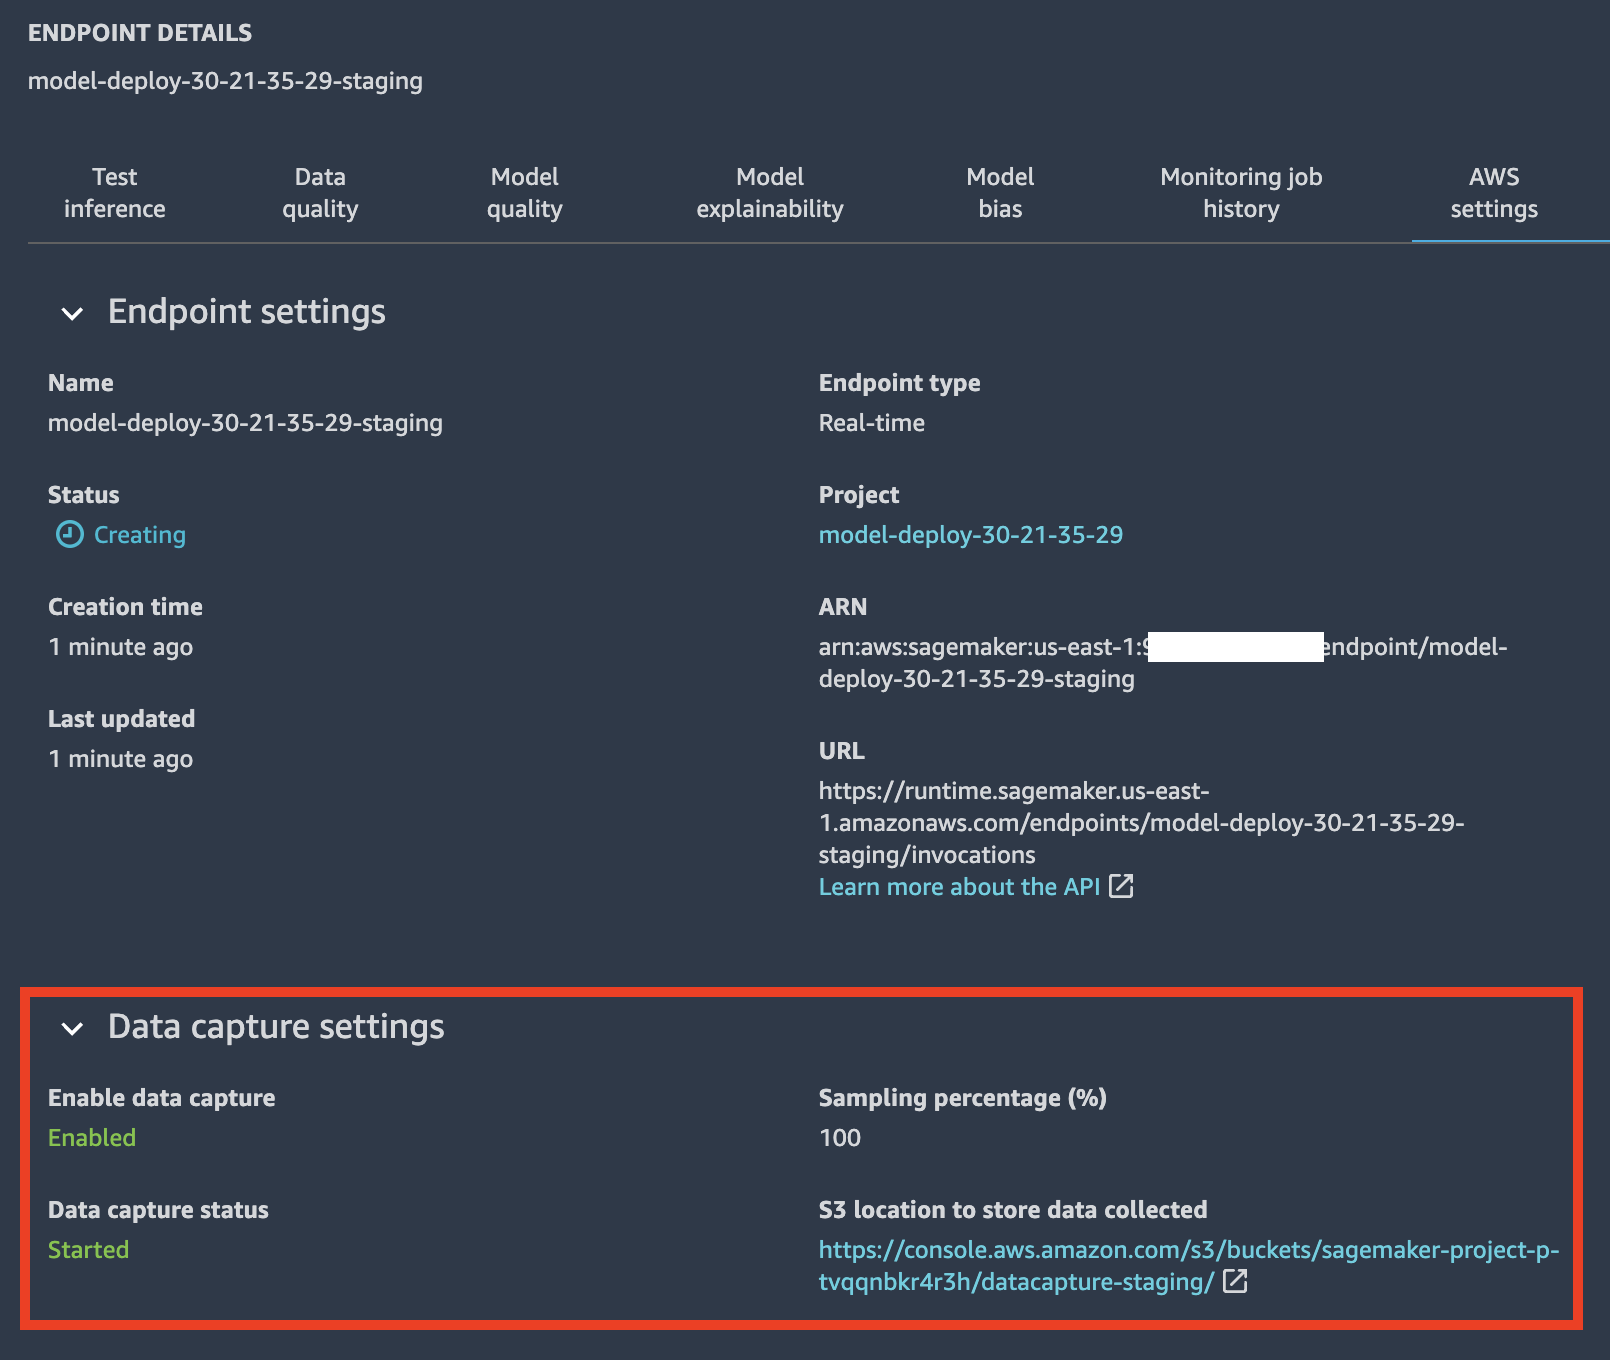 ENDPOINT DETAILS
model-deploy-30-21-35-29-staging
Test inference
Data quality
Model quality
Model explainability
Model bias
Monitoring job history
AWS settings
Endpoint settings
Name
model-deploy-30-21-35-29-staging
Status
Creating
Creation time
1 minute ago
Last updated
1 minute ago
Endpoint type
Real-time
Project
model-deploy-30-21-35-29
ARN
arn:aws:sagemaker:us-east-1: endpoint/model-
deploy-30-21-35-29-staging
URL
https://runtime.sagemaker.us-east-
1.amazonaws.com/endpoints/model-deploy-30-21-35-29-
staging/invocations
Learn more about the API
Data capture settings
Enable data capture
Enabled
Data capture status
Started
Sampling percentage (%)
100
S3 location to store data collected
https://console.aws.amazon.com/s3/buckets/sagemaker-project-p-
tvqqnbkr4r3h/datacapture-staging/